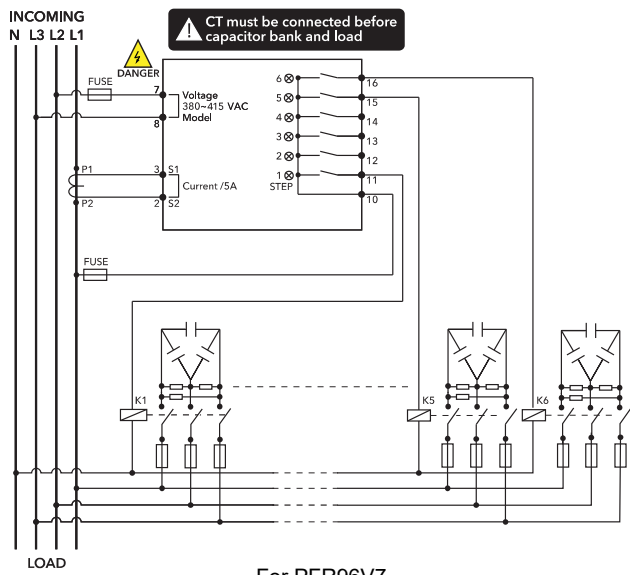 INCOMING
N L3 L2 L1
CT must be connected before
capacitor bank and load
DANGER
FUSE
7
Voltage
380~415 VAC
Model
8
P1
3
S1
Current /5A
P2
2
S2
6
16
5
15
4
14
3
13
2
12
1
11
STEP
10
FUSE
K1
K5
K6
LOAD